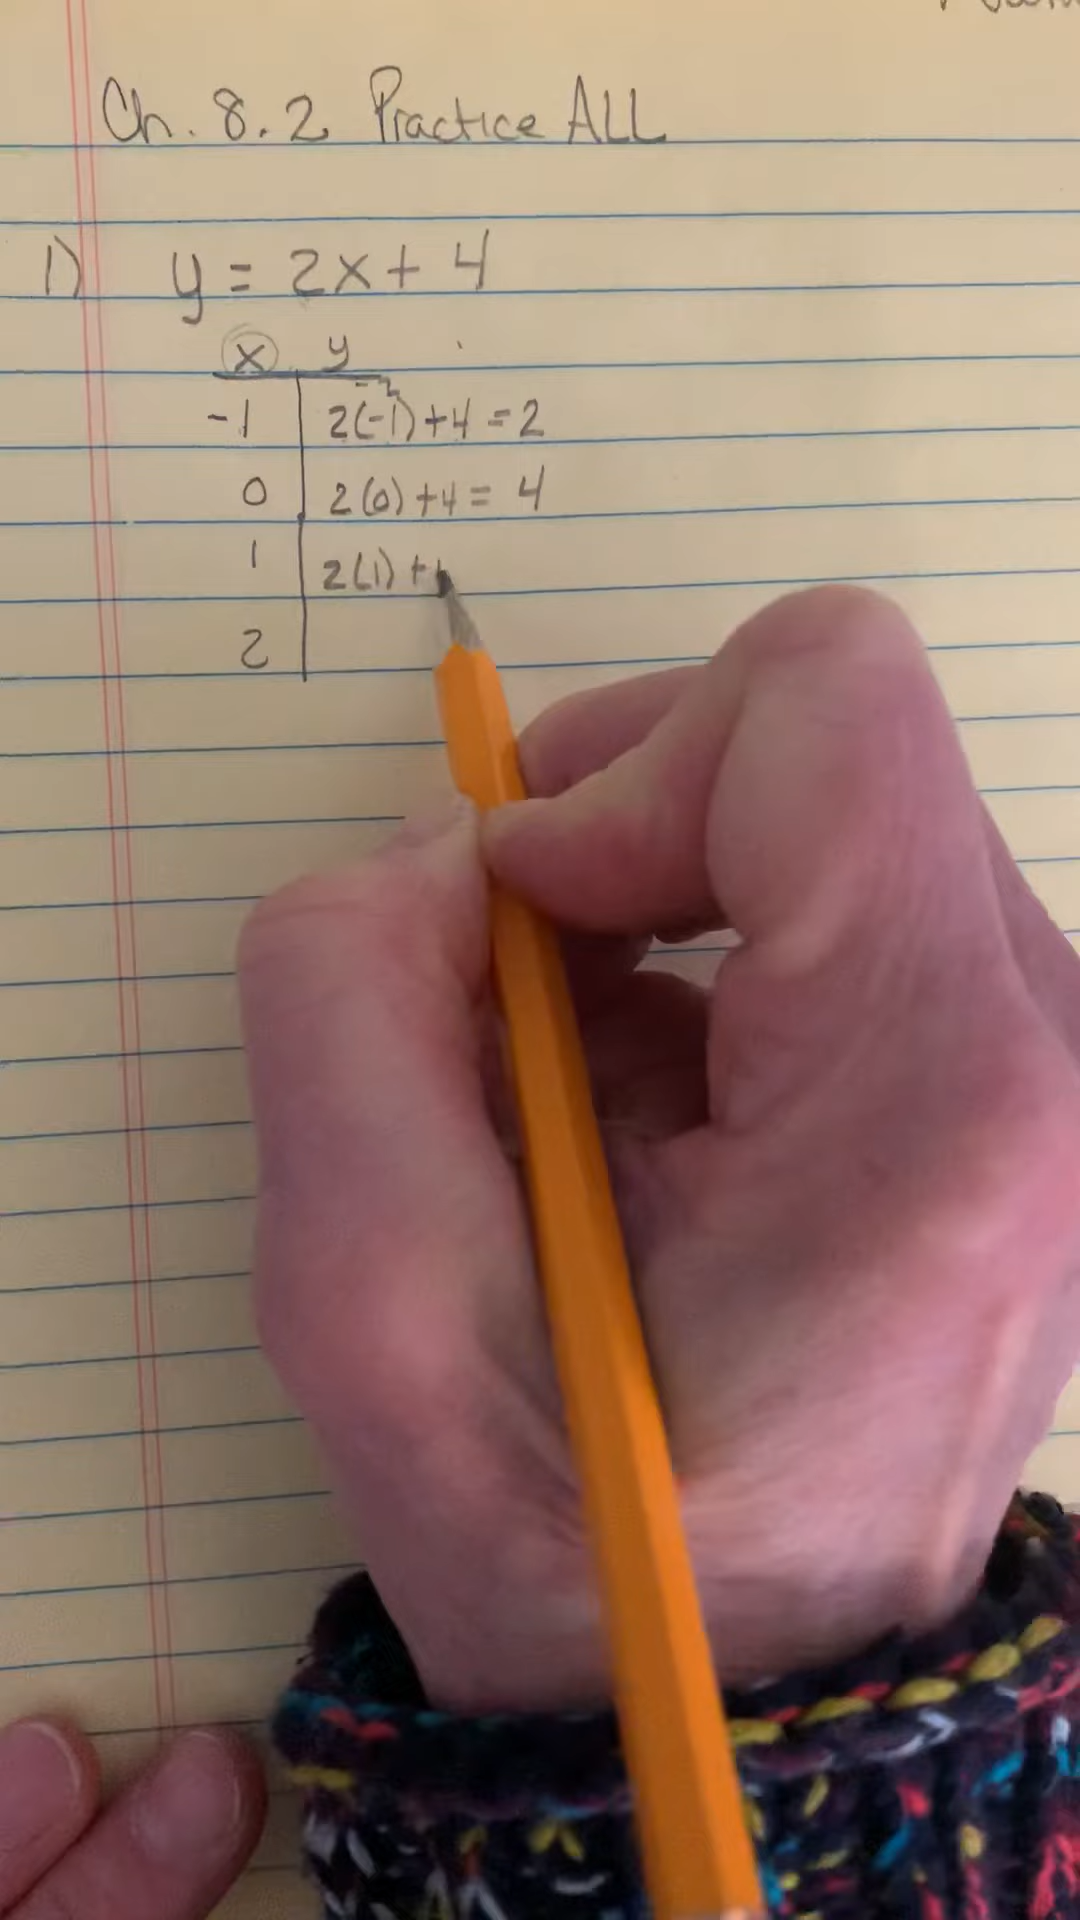 Ch. 8.2 Practice ALL
1) y = 2x + 4
x y
-2
-1 2(-1) + 4 = 2
0 2(0) + 4 = 4
1 2(1) +
2